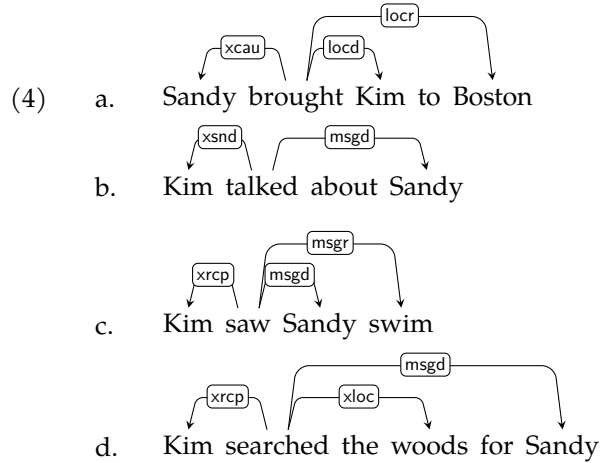 locr
xcau locd
(4) a. Sandy brought Kim to Boston
xsnd msgd
b. Kim talked about Sandy
msgr
xrcp msgd
c. Kim saw Sandy swim
msgd
xrcp xloc
d. Kim searched the woods for Sandy